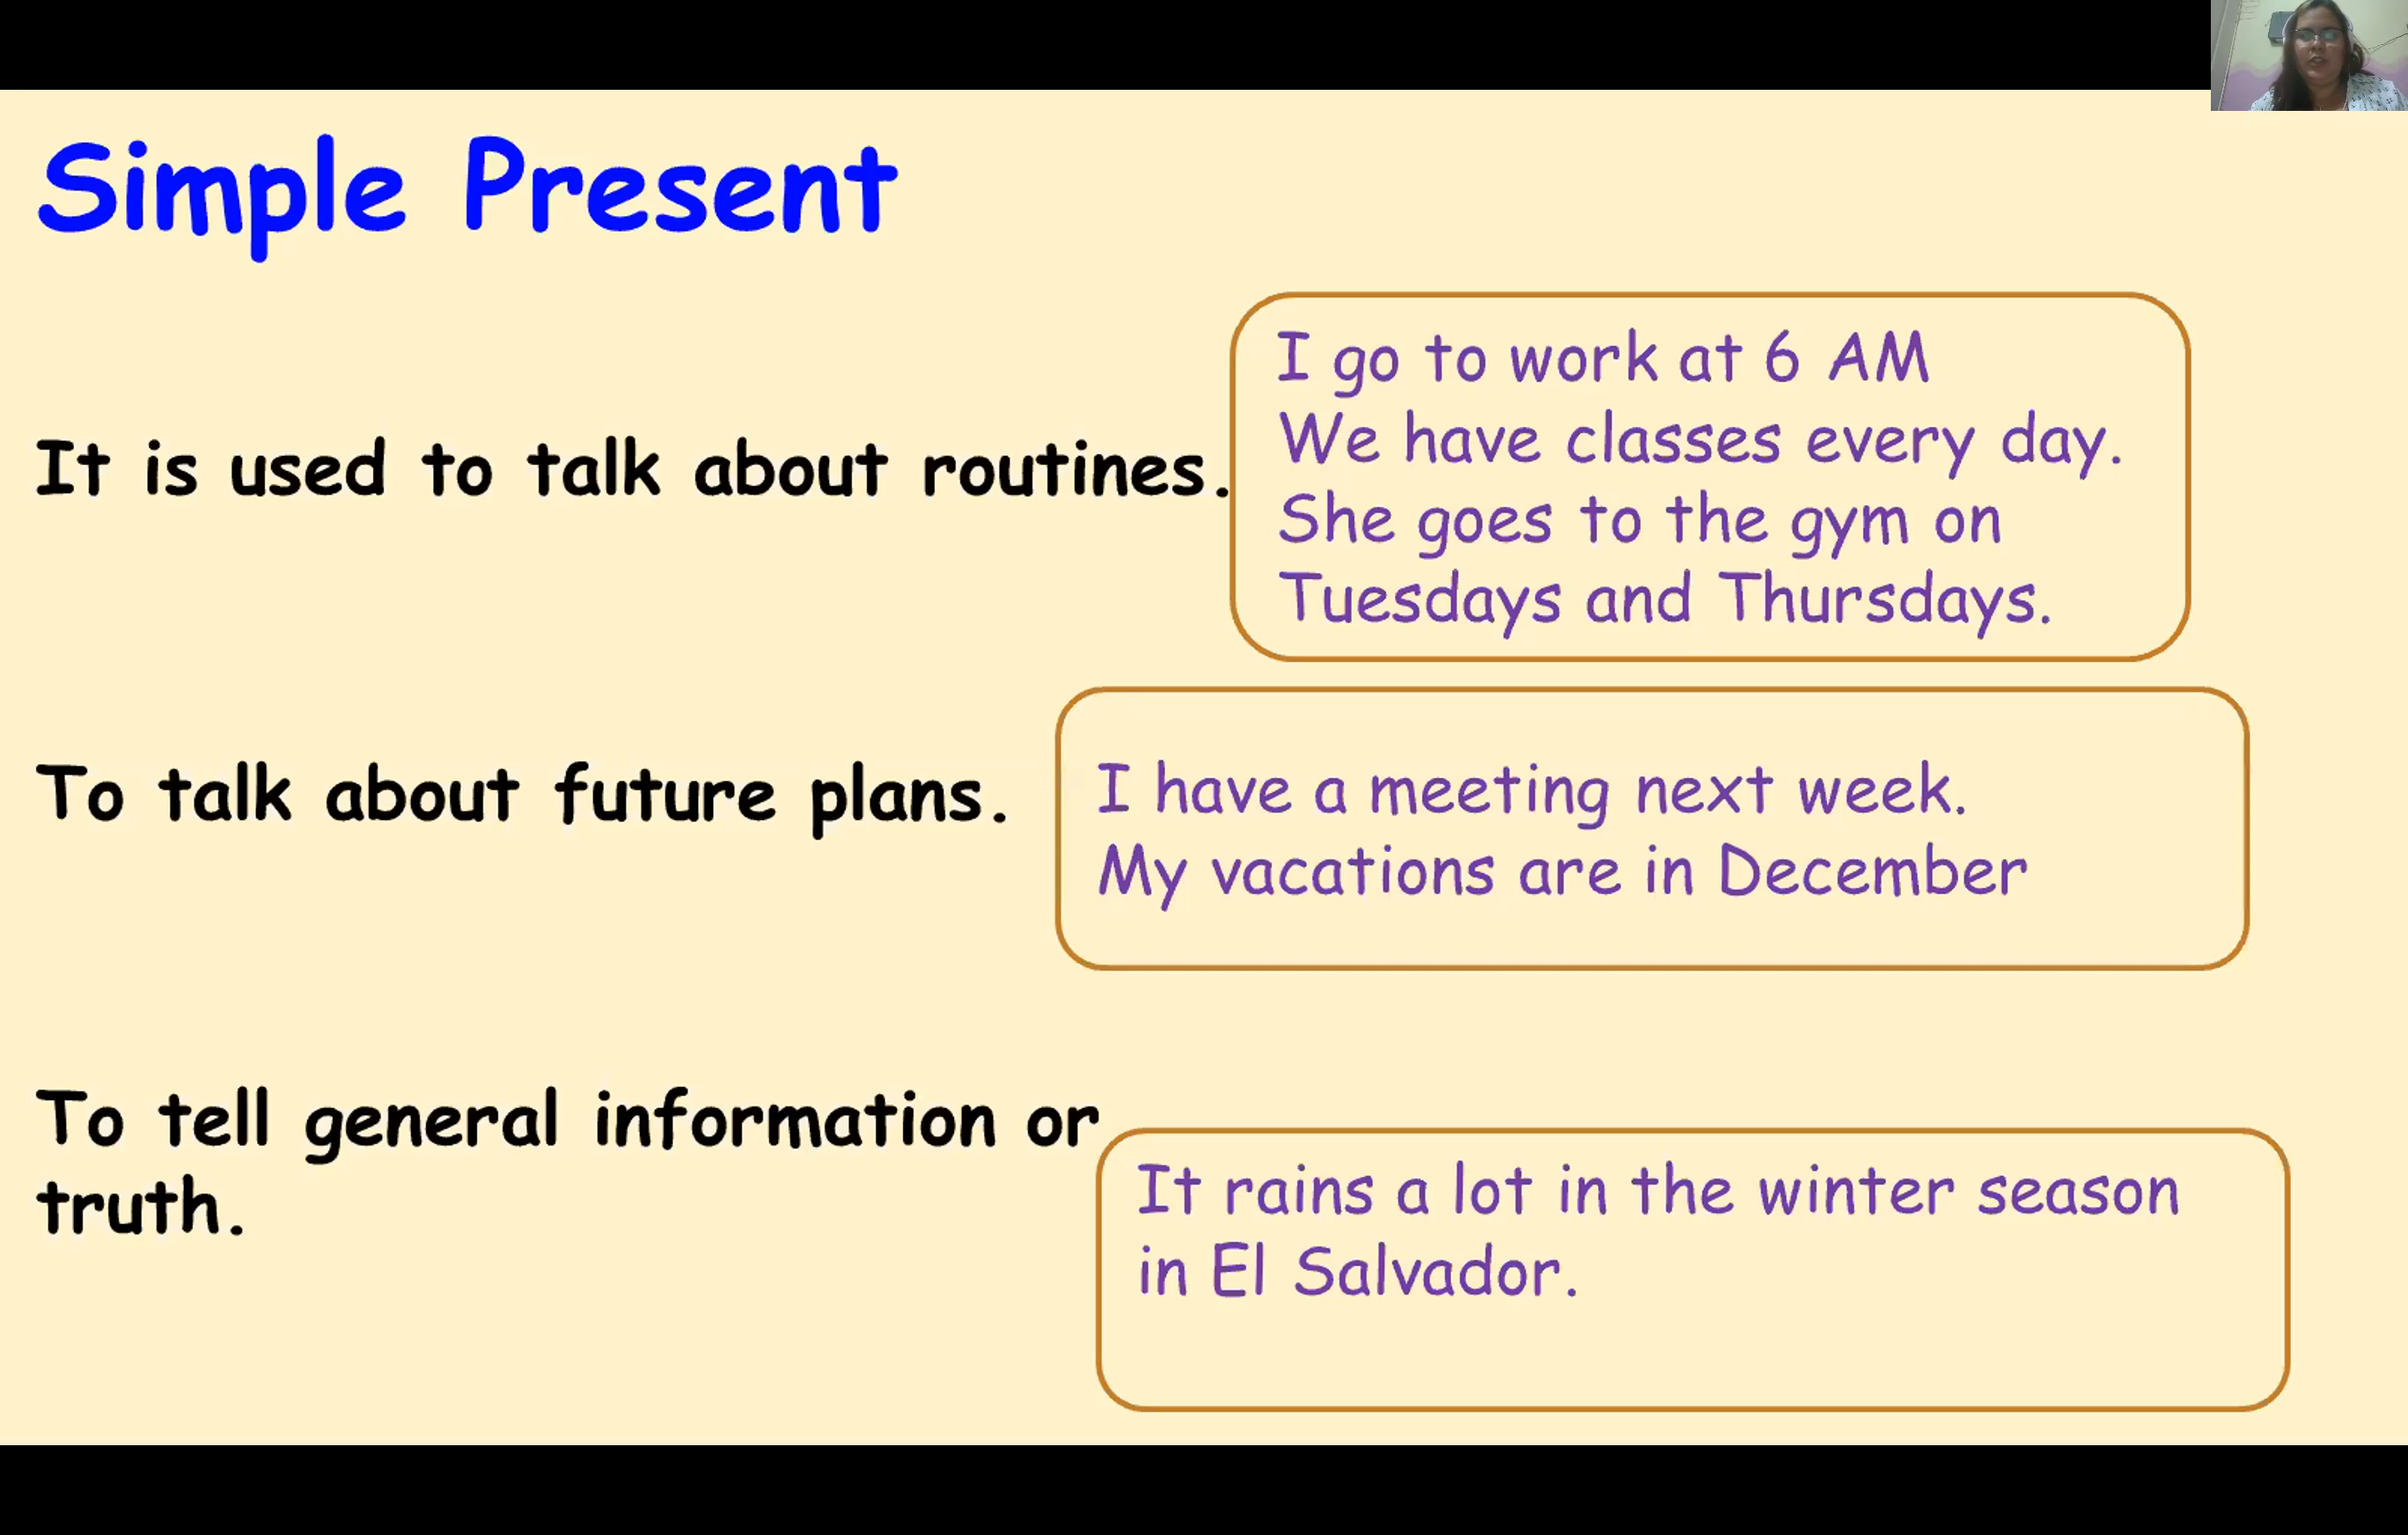 Simple Present
It is used to talk about routines.
I go to work at 6 AM
We have classes every day.
She goes to the gym on
Tuesdays and Thursdays.
To talk about future plans.
I have a meeting next week.
My vacations are in December
To tell general information or
truth.
It rains a lot in the winter season
in El Salvador.